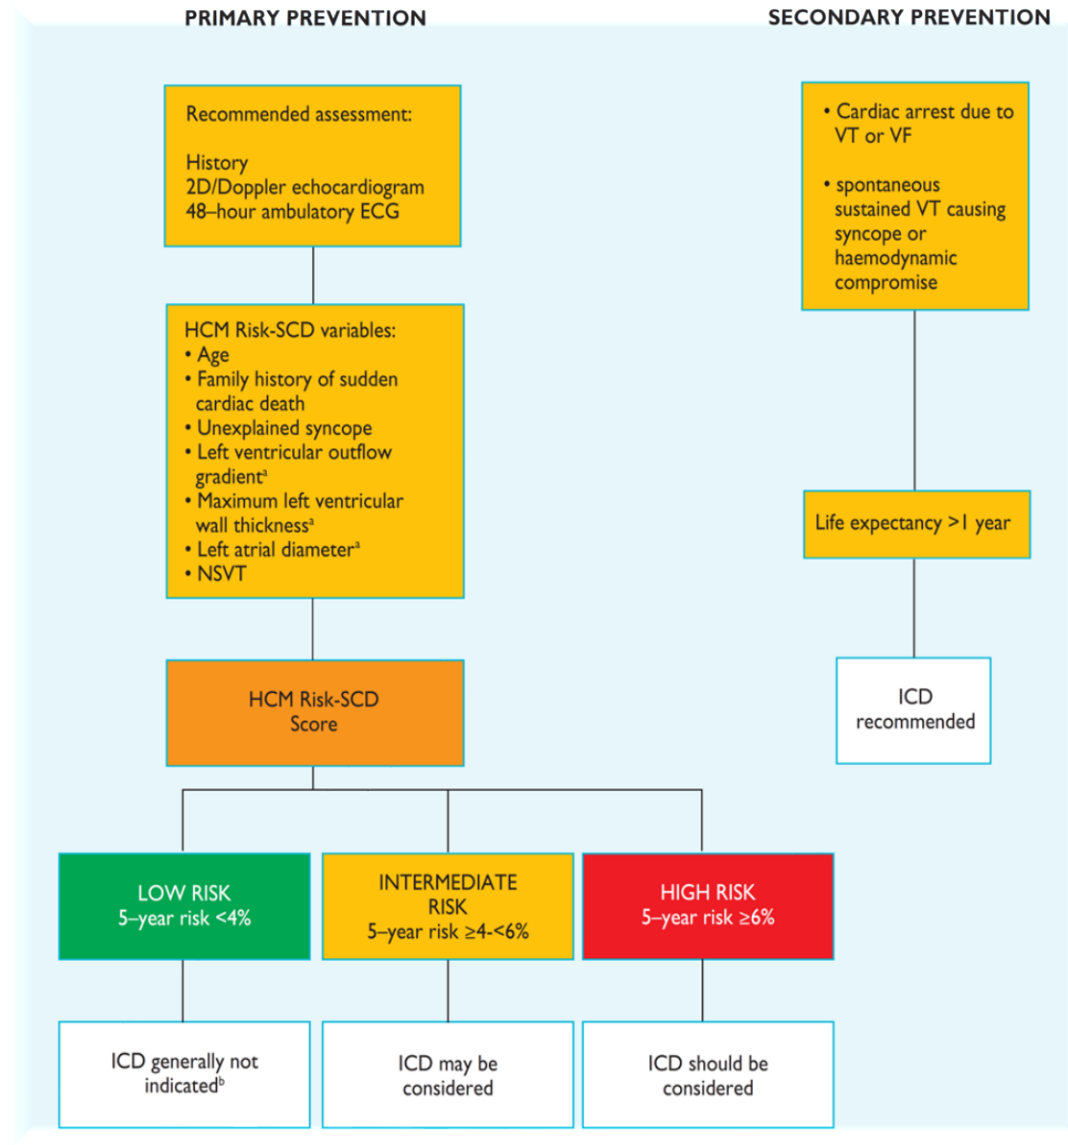 PRIMARY PREVENTION
SECONDARY PREVENTION
Recommended assessment:
History
2D/Doppler echocardiogram
48–hour ambulatory ECG
• Cardiac arrest due to
VT or VF
• spontaneous
sustained VT causing
syncope or
haemodynamic
compromise
HCM Risk-SCD variables:
• Age
• Family history of sudden
cardiac death
• Unexplained syncope
• Left ventricular outflow
gradientᵃ
• Maximum left ventricular
wall thicknessᵃ
• Left atrial diameterᵃ
• NSVT
Life expectancy >1 year
HCM Risk-SCD
Score
ICD
recommended
LOW RISK
5–year risk <4%
INTERMEDIATE
RISK
5–year risk ≥4-<6%
HIGH RISK
5–year risk ≥6%
ICD generally not
indicatedᵇ
ICD may be
considered
ICD should be
considered